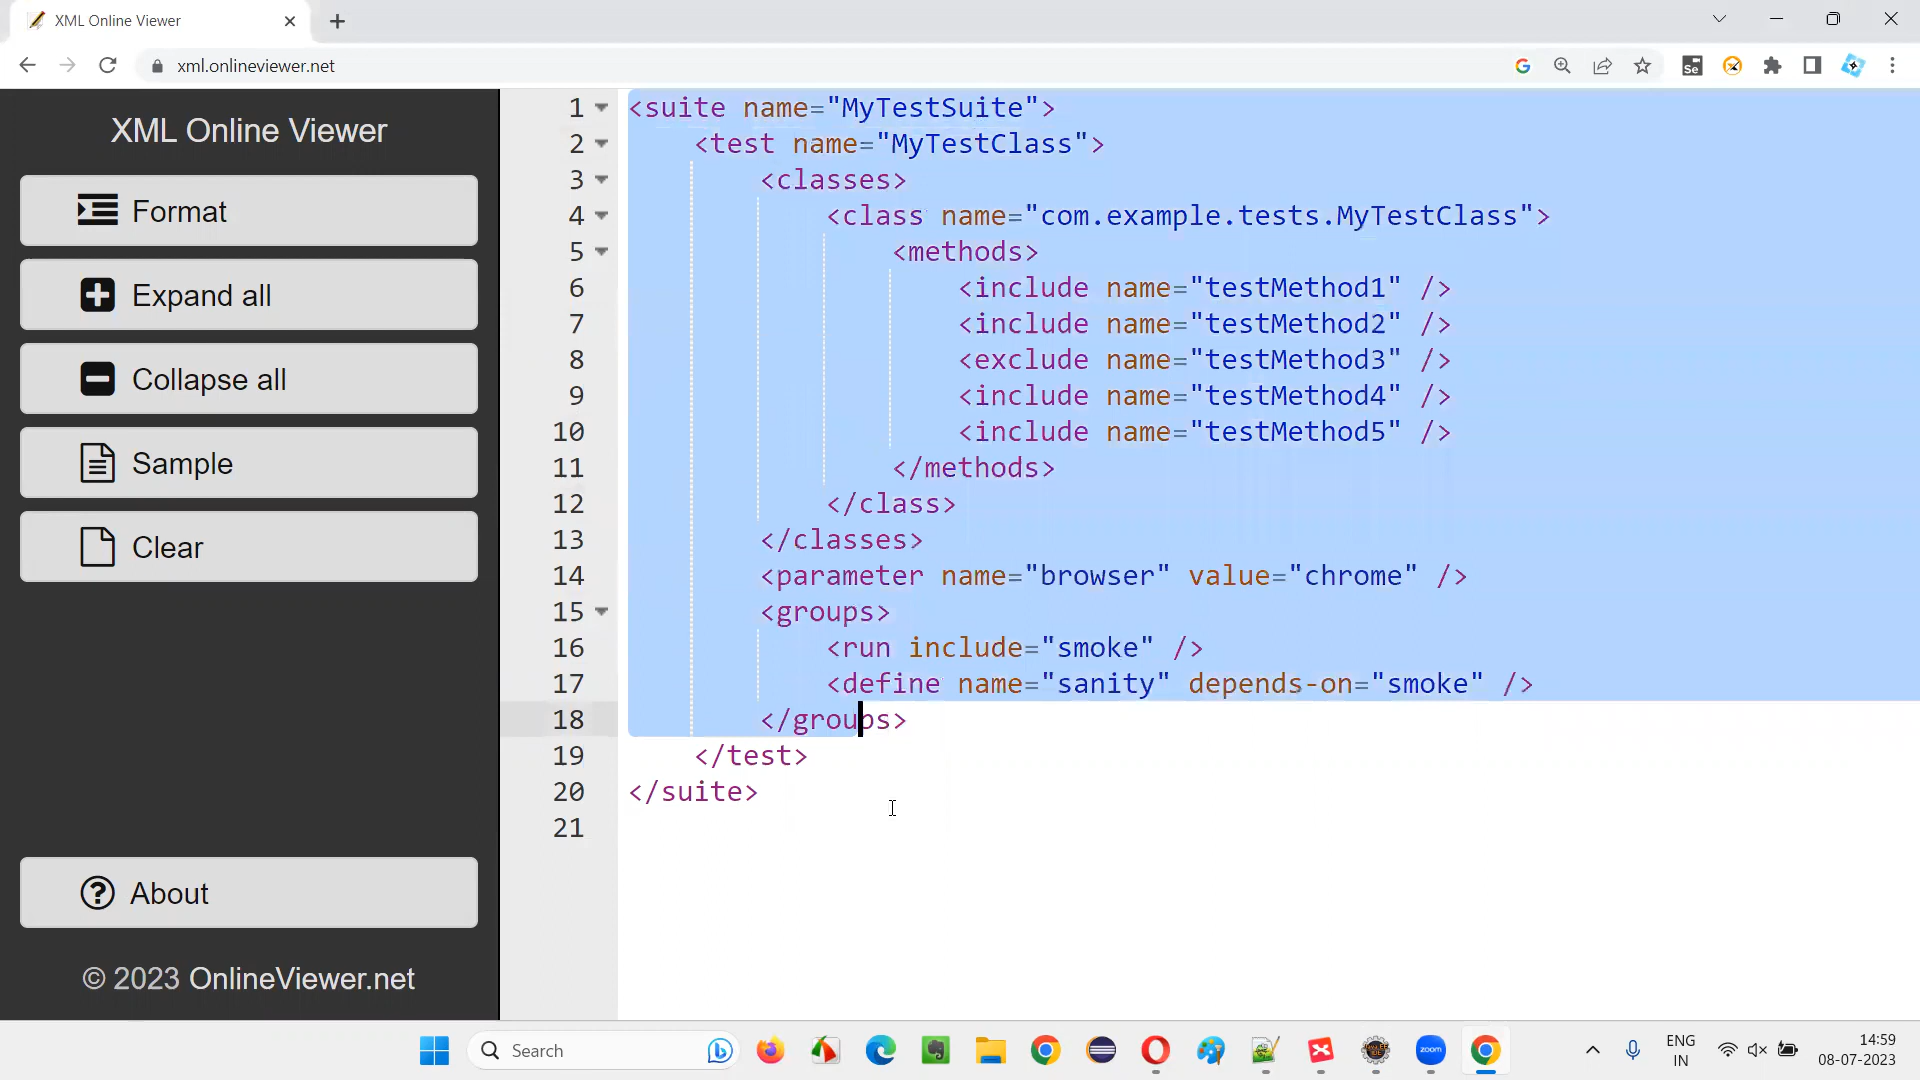 XML Online Viewer
xml.onlineviewer.net
XML Online Viewer
Format
Expand all
Collapse all
Sample
Clear
About
© 2023 OnlineViewer.net
1 <suite name="MyTestSuite">
2 <test name="MyTestClass">
3 <classes>
4 <class name="com.example.tests.MyTestClass">
5 <methods>
6 <include name="testMethod1" />
7 <include name="testMethod2" />
8 <exclude name="testMethod3" />
9 <include name="testMethod4" />
10 <include name="testMethod5" />
11 </methods>
12 </class>
13 </classes>
14 <parameter name="browser" value="chrome" />
15 <groups>
16 <run include="smoke" />
17 <define name="sanity" depends-on="smoke" />
18 </groups>
19 </test>
20 </suite>
21
Search
zoom
ENG
IN
14:59
08-07-2023